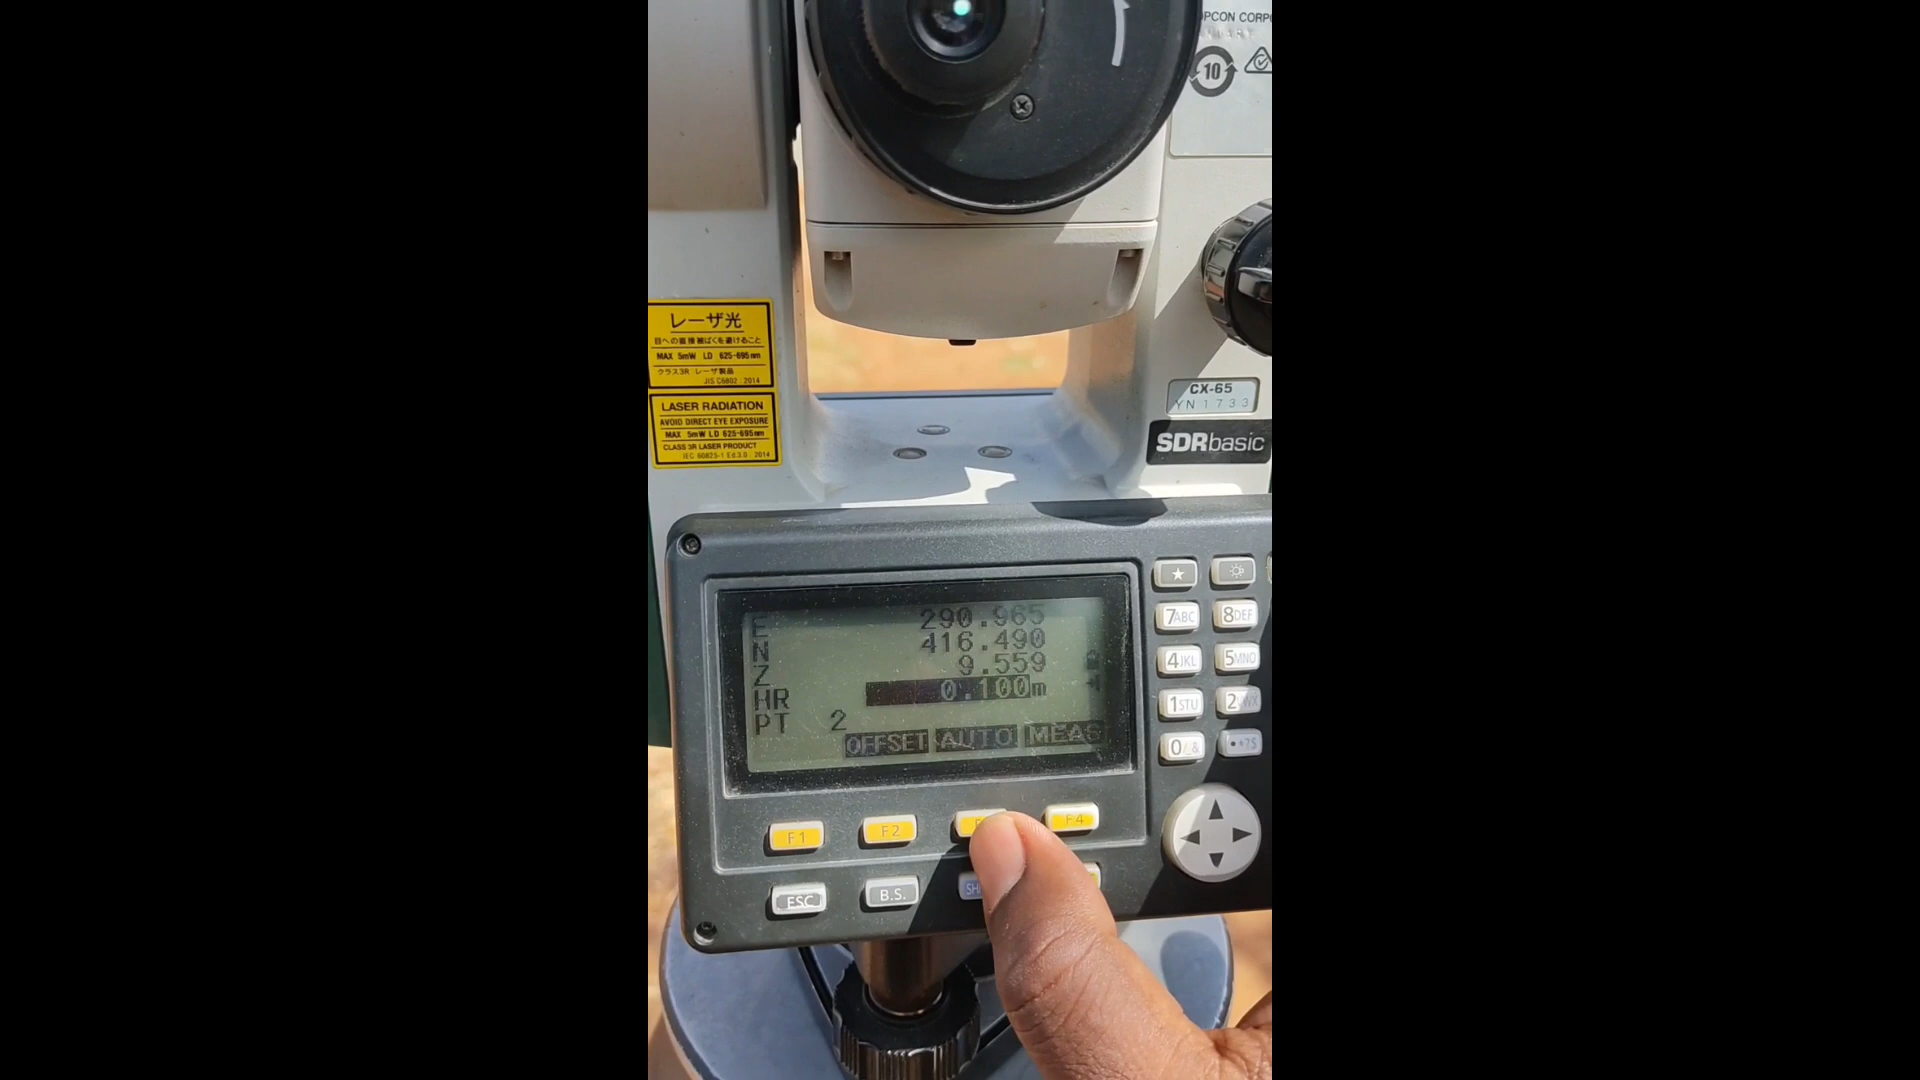 PCON CORP
10
レーザ光
目への直接被ばくを避けること
MAX 5mW LD 625-695nm
クラス3R レーザ製品
JIS C6802 2014
LASER RADIATION
AVOID DIRECT EYE EXPOSURE
MAX 5mW LD 625-695nm
CLASS 3R LASER PRODUCT
IEC 60825-1 Ed.3.0 2014
CX-65
YN1733
SDRbasic
E 290.965
N 416.490
Z 9.559
HR 0.100m
PT 2
OFFSET AUTO MEAS
★
7ABC 8DEF
4JKL 5MNO
1STU 2
0/_& •+?$
F1 F2 F4
ESC B.S. SH